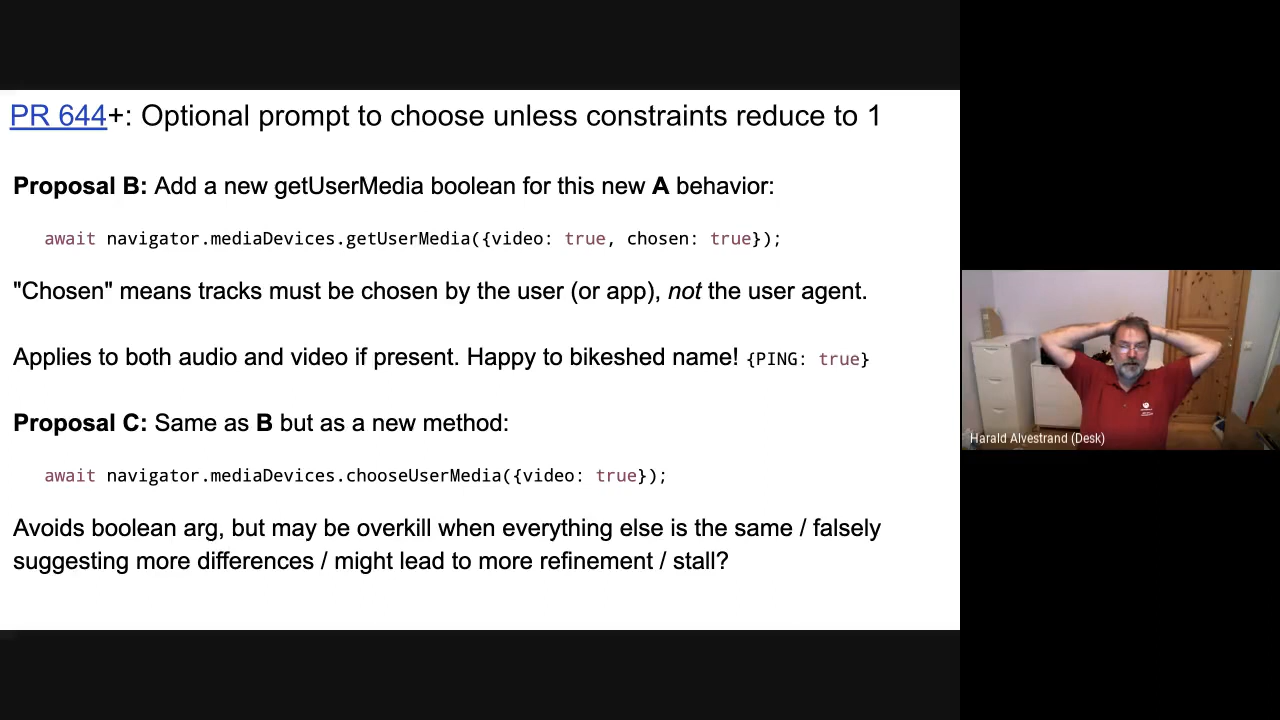 PR 644+: Optional prompt to choose unless constraints reduce to 1
Proposal B: Add a new getUserMedia boolean for this new A behavior:
await navigator.mediaDevices.getUserMedia({video: true, chosen: true});
"Chosen" means tracks must be chosen by the user (or app), not the user agent.
Applies to both audio and video if present. Happy to bikeshed name! {PING: true}
Proposal C: Same as B but as a new method:
await navigator.mediaDevices.chooseUserMedia({video: true});
Avoids boolean arg, but may be overkill when everything else is the same / falsely
suggesting more differences / might lead to more refinement / stall?
Harald Alvestrand (Desk)